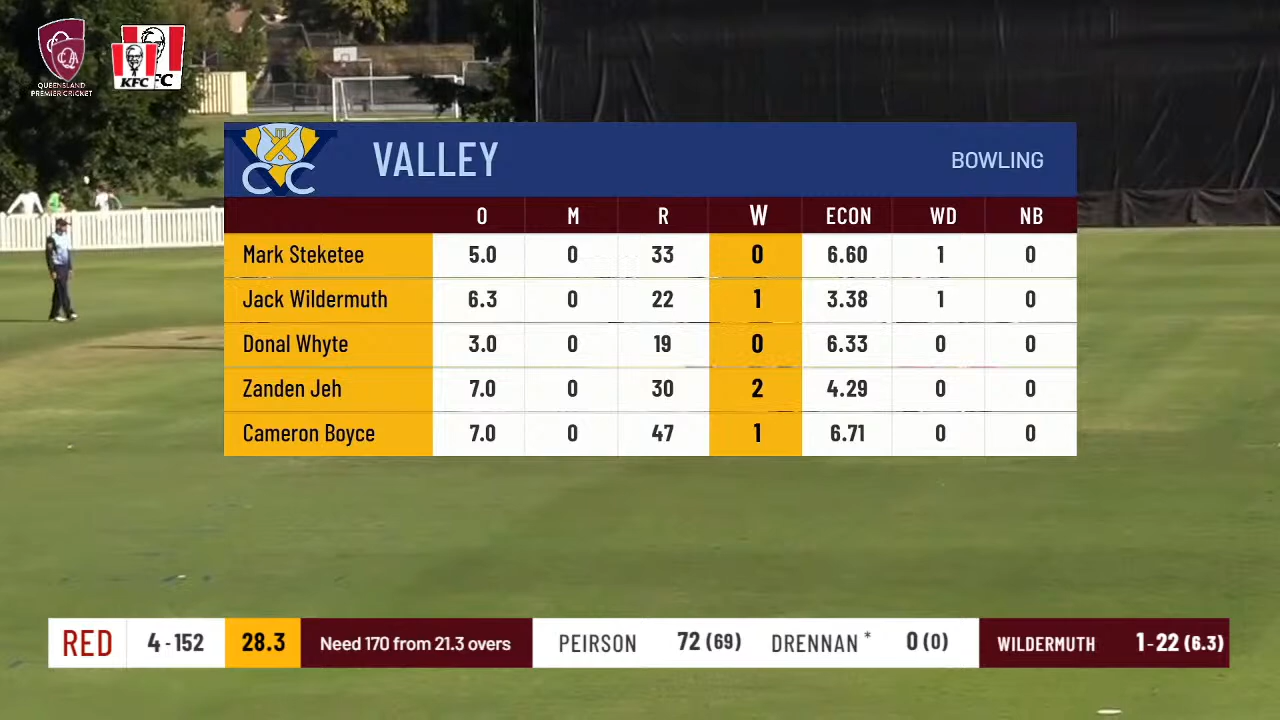 QUEENSLAND
PREMIER CRICKET
KFC
FC
VCC
VALLEY BOWLING
O M R W ECON WD NB
Mark Steketee 5.0 0 33 0 6.60 1 0
Jack Wildermuth 6.3 0 22 1 3.38 1 0
Donal Whyte 3.0 0 19 0 6.33 0 0
Zanden Jeh 7.0 0 30 2 4.29 0 0
Cameron Boyce 7.0 0 47 1 6.71 0 0
RED 4-152 28.3 Need 170 from 21.3 overs PEIRSON 72 (69) DRENNAN* 0 (0) WILDERMUTH 1-22 (6.3)